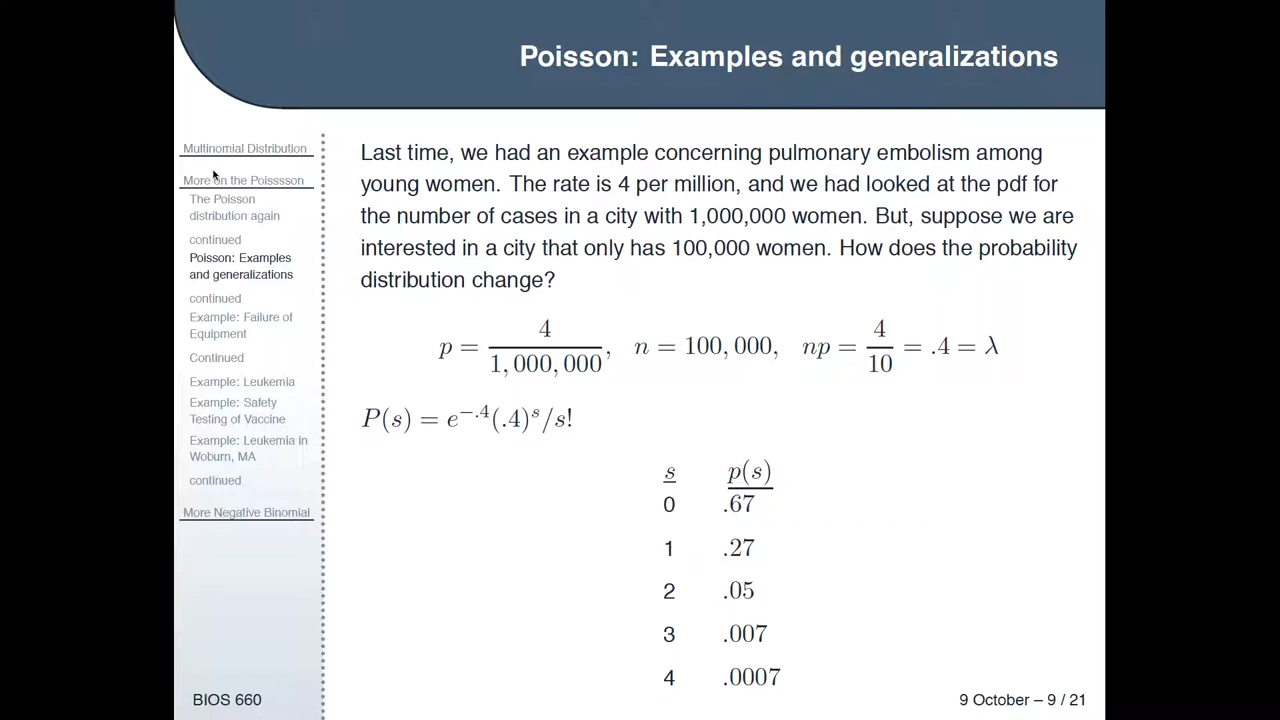 Poisson: Examples and generalizations
Multinomial Distribution
More on the Poisssson
The Poisson
distribution again
continued
Poisson: Examples
and generalizations
continued
Example: Failure of
Equipment
Continued
Example: Leukemia
Example: Safety
Testing of Vaccine
Example: Leukemia in
Woburn, MA
continued
More Negative Binomial
Last time, we had an example concerning pulmonary embolism among
young women. The rate is 4 per million, and we had looked at the pdf for
the number of cases in a city with 1,000,000 women. But, suppose we are
interested in a city that only has 100,000 women. How does the probability
distribution change?
p = 4/1,000,000, n = 100,000, np = 4/10 = .4 = λ
P(s) = e^{−.4}(.4)^s/s!
s p(s)
0 .67
1 .27
2 .05
3 .007
4 .0007
BIOS 660
9 October – 9 / 21